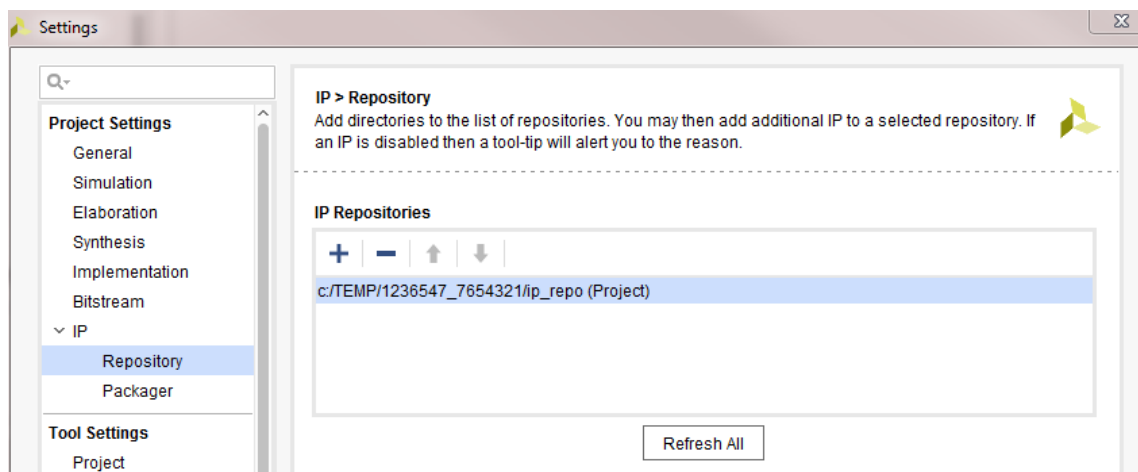 Settings
Project Settings
General
Simulation
Elaboration
Synthesis
Implementation
Bitstream
IP
Repository
Packager
Tool Settings
Project
IP > Repository
Add directories to the list of repositories. You may then add additional IP to a selected repository. If
an IP is disabled then a tool-tip will alert you to the reason.
IP Repositories
c:/TEMP/1236547_7654321/ip_repo (Project)
Refresh All